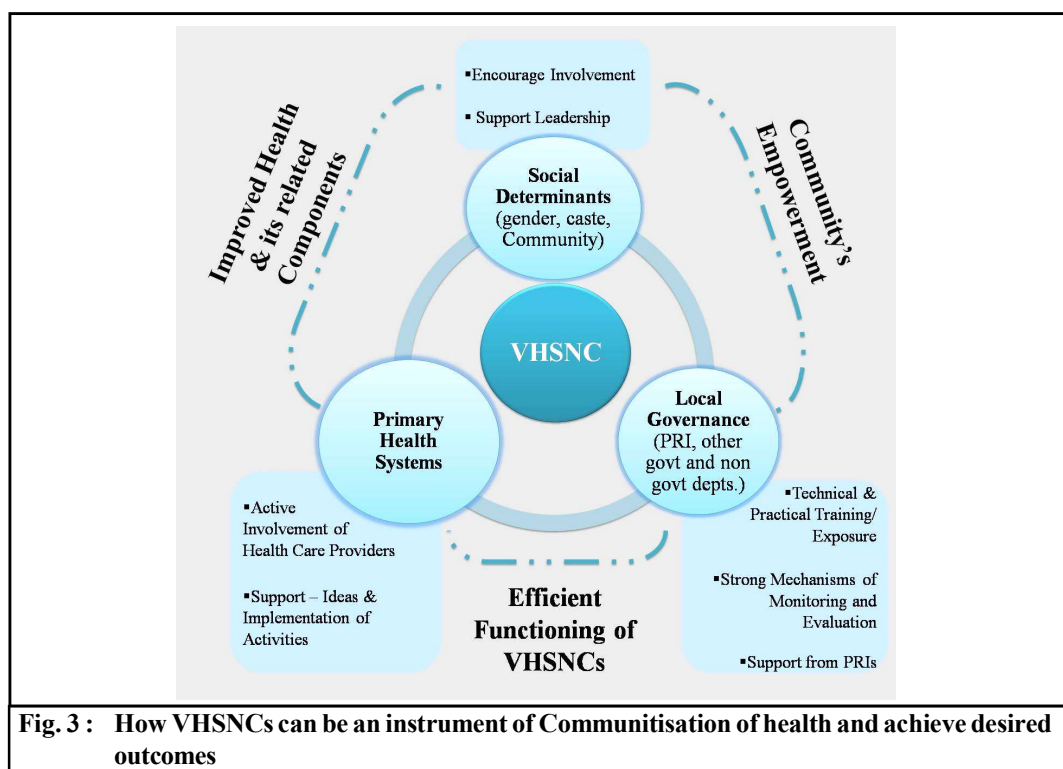 ▪Encourage Involvement
▪ Support Leadership
Improved Health
& its related
Components
Community's
Empowerment
Social
Determinants
(gender, caste,
Community)
VHSNC
Primary
Health
Systems
Local
Governance
(PRI, other
govt and non
govt depts.)
▪Active
Involvement of
Health Care Providers
▪Support – Ideas &
Implementation of
Activities
Efficient
Functioning of
VHSNCs
▪Technical &
Practical Training/
Exposure
▪Strong Mechanisms of
Monitoring and
Evaluation
▪Support from PRIs
Fig. 3 : How VHSNCs can be an instrument of Communitisation of health and achieve desired
outcomes